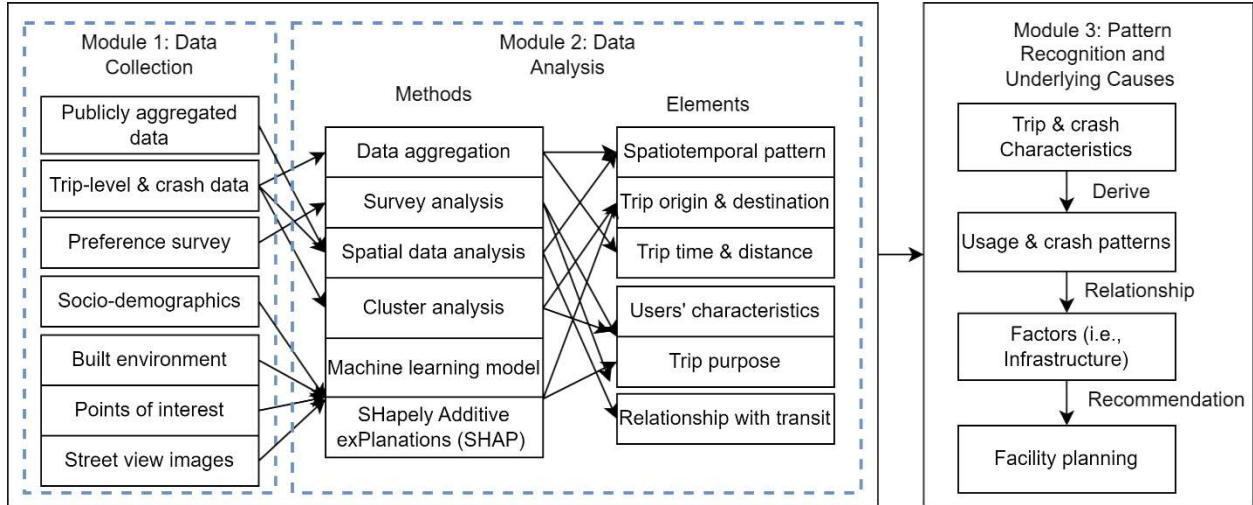 Module 1: Data
Collection
Publicly aggregated
data
Trip-level & crash data
Preference survey
Socio-demographics
Built environment
Points of interest
Street view images
Module 2: Data
Analysis
Methods
Data aggregation
Survey analysis
Spatial data analysis
Cluster analysis
Machine learning model
SHapely Additive
exPlanations (SHAP)
Elements
Spatiotemporal pattern
Trip origin & destination
Trip time & distance
Users' characteristics
Trip purpose
Relationship with transit
Module 3: Pattern
Recognition and
Underlying Causes
Trip & crash
Characteristics
Derive
Usage & crash patterns
Relationship
Factors (i.e.,
Infrastructure)
Recommendation
Facility planning